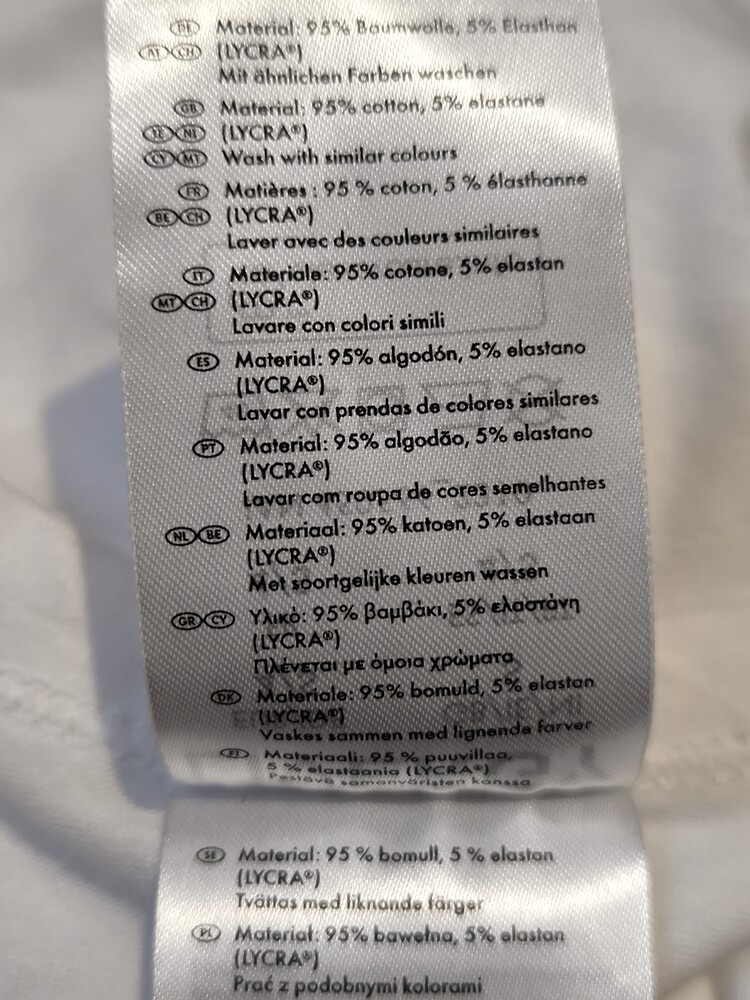 DE Material: 95% Baumwolle, 5% Elasthan
AT CH (LYCRA®)
Mit ähnlichen Farben waschen
GB Material: 95% cotton, 5% elastane
IE NI (LYCRA®)
CY MT Wash with similar colours
FR Matières : 95 % coton, 5 % élasthanne
BE CH (LYCRA®)
Laver avec des couleurs similaires
IT Materiale: 95% cotone, 5% elastan
MT CH (LYCRA®)
Lavare con colori simili
ES Material: 95% algodón, 5% elastano
(LYCRA®)
Lavar con prendas de colores similares
PT Material: 95% algodão, 5% elastano
(LYCRA®)
Lavar com roupa de cores semelhantes
NL BE Materiaal: 95% katoen, 5% elastaan
(LYCRA®)
Met soortgelijke kleuren wassen
GR CY Υλικό: 95% βαμβάκι, 5% ελαστάνη
(LYCRA®)
Πλένεται με όμοια χρώματα
DK Materiale: 95% bomuld, 5% elastan
(LYCRA®)
Vaskes sammen med lignende farver
FI Materiaali: 95 % puuvillaa,
5 % elastaania (LYCRA®)
Pestävä samanväristen kanssa
SE Material: 95 % bomull, 5 % elastan
(LYCRA®)
Tvättas med liknande färger
PL Materiał: 95% bawełna, 5% elastan
(LYCRA®)
Prać z podobnymi kolorami